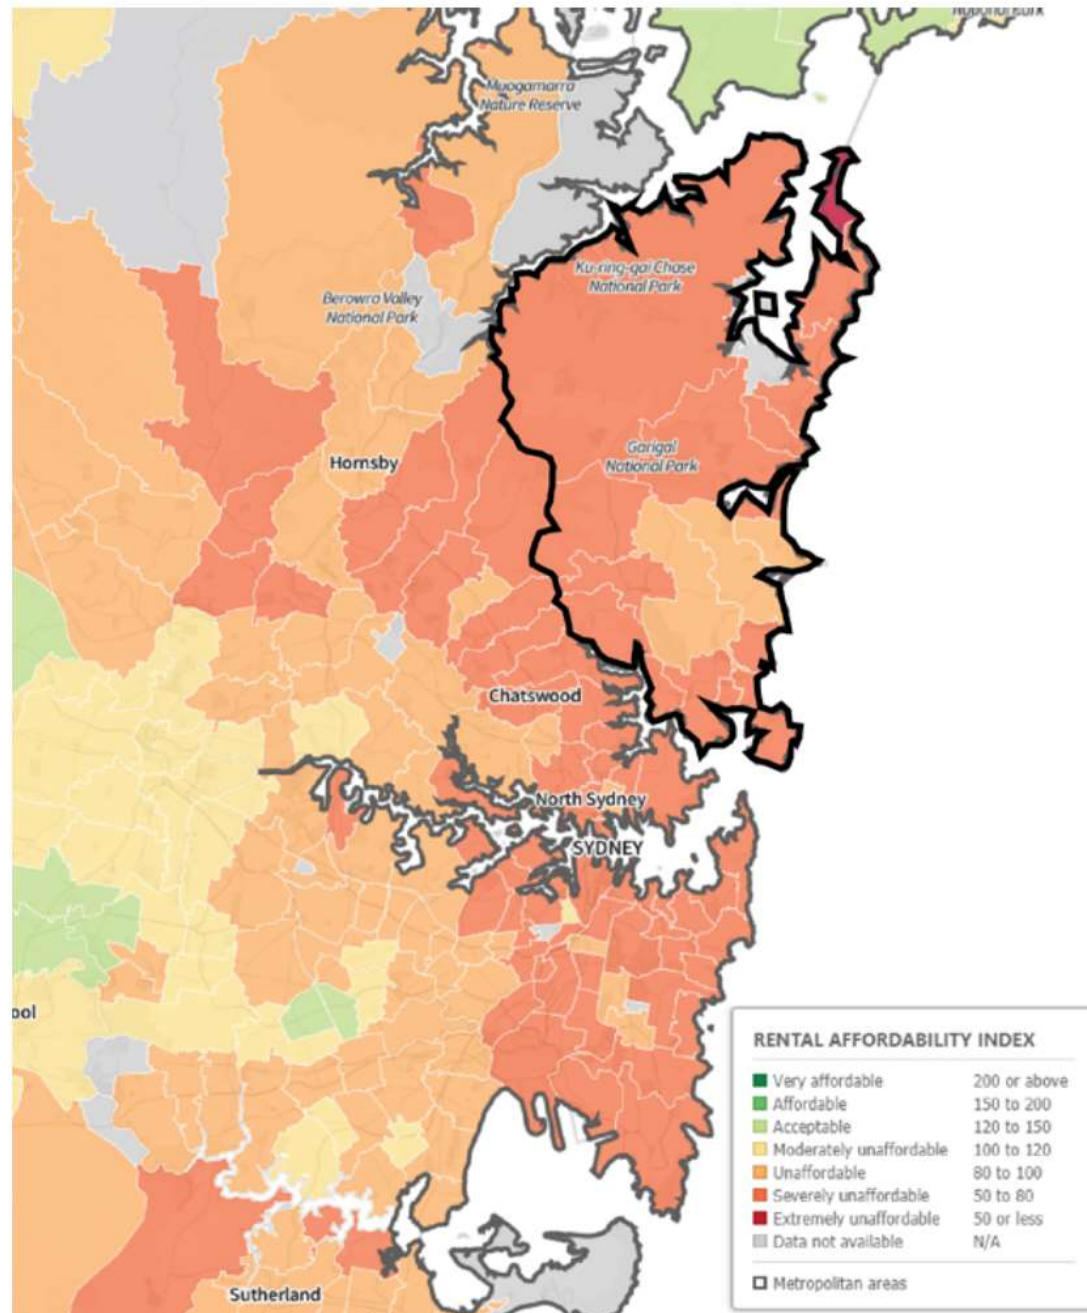 National Park
Muogamarra
Nature Reserve
Ku-ring-gai Chase
National Park
Berowra Valley
National Park
Garigal
National Park
Hornsby
Chatswood
North Sydney
SYDNEY
ool
Sutherland
RENTAL AFFORDABILITY INDEX
Very affordable 200 or above
Affordable 150 to 200
Acceptable 120 to 150
Moderately unaffordable 100 to 120
Unaffordable 80 to 100
Severely unaffordable 50 to 80
Extremely unaffordable 50 or less
Data not available N/A
Metropolitan areas